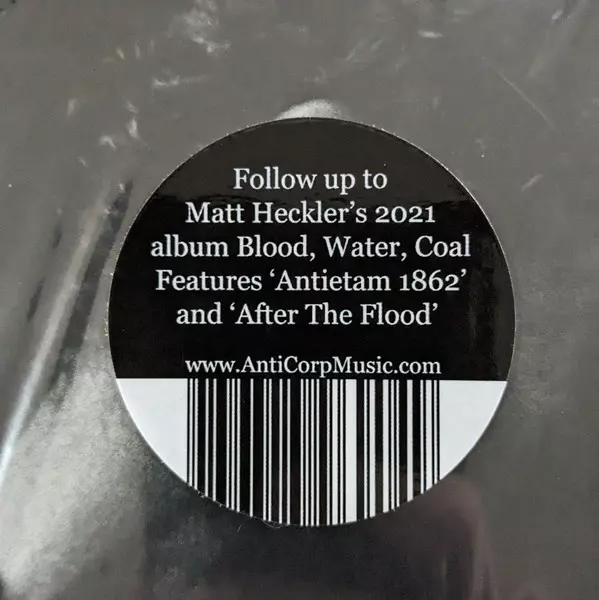 Follow up to
Matt Heckler’s 2021
album Blood, Water, Coal
Features ‘Antietam 1862’
and ‘After The Flood’
www.AntiCorpMusic.com